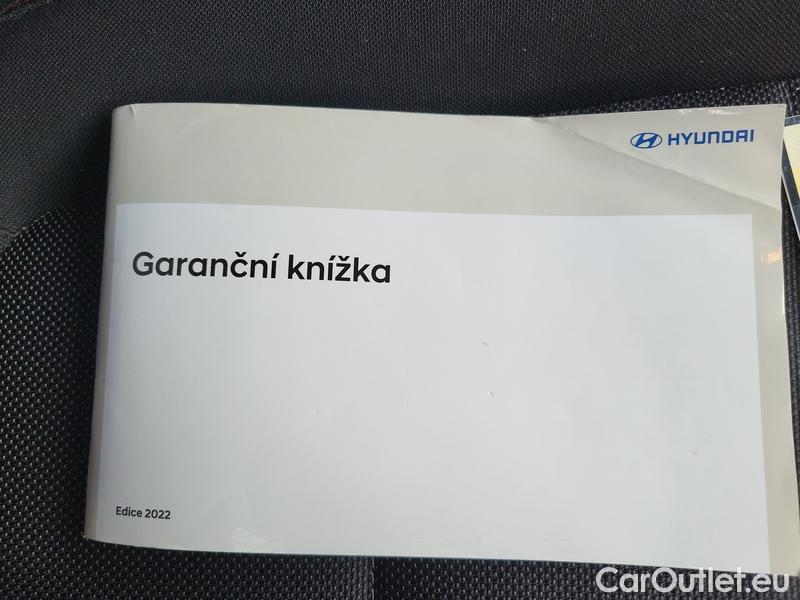 HYUNDAI
Garanční knížka
Edice 2022
CarOutlet.eu